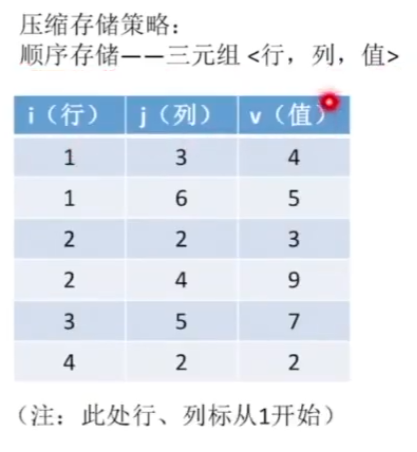 压缩存储策略：
顺序存储——三元组 <行，列，值>
i（行） j（列） v（值）
1 3 4
1 6 5
2 2 3
2 4 9
3 5 7
4 2 2
（注：此处行、列标从1开始）